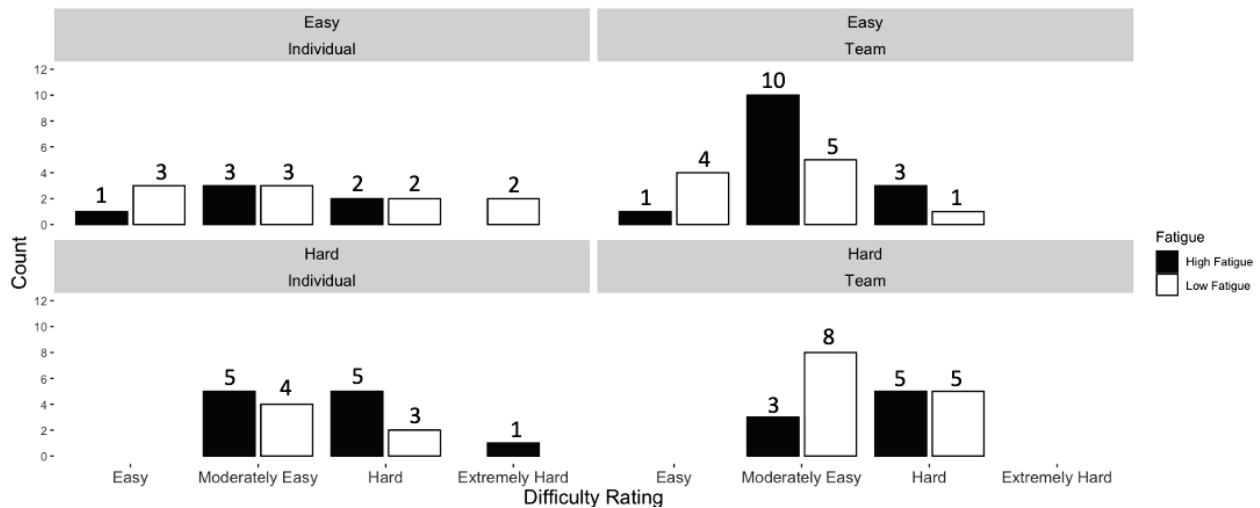 Easy
Individual
Easy
Team
12
10
8
6
4
2
0
1
3
3
3
2
2
2
1
4
10
5
3
1
Hard
Individual
Hard
Team
12
10
8
6
4
2
0
5
4
5
3
1
3
8
5
5
Easy
Moderately Easy
Hard
Extremely Hard
Easy
Moderately Easy
Hard
Extremely Hard
Count
Difficulty Rating
Fatigue
High Fatigue
Low Fatigue